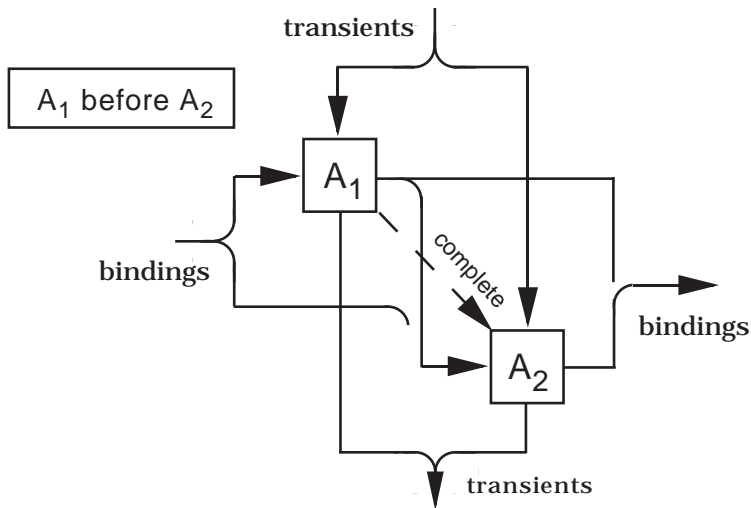 transients
A₁ before A₂
A₁
complete
bindings
bindings
A₂
transients